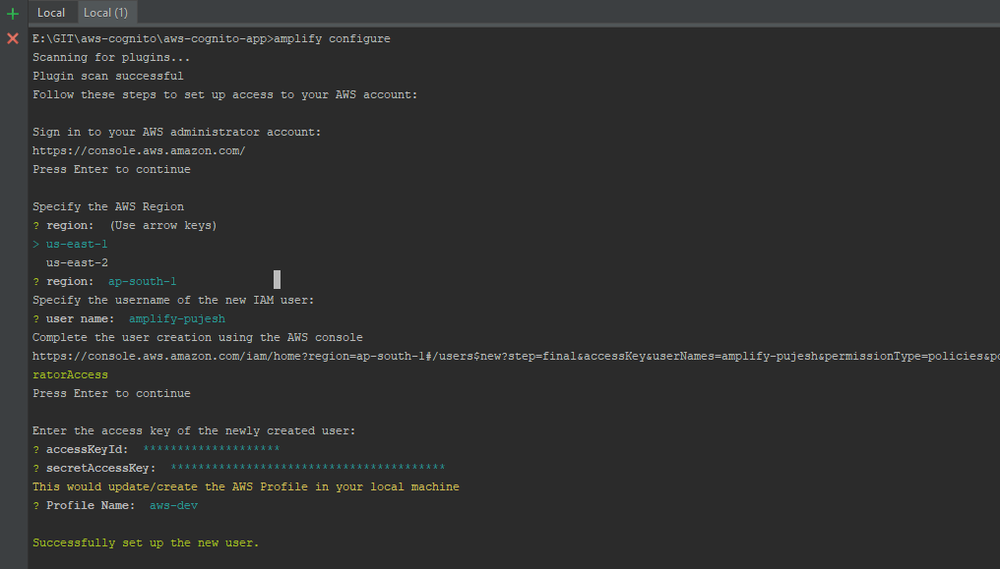 Local Local (1)
E:\GIT\aws-cognito\aws-cognito-app>amplify configure
Scanning for plugins...
Plugin scan successful
Follow these steps to set up access to your AWS account:
Sign in to your AWS administrator account:
https://console.aws.amazon.com/
Press Enter to continue
Specify the AWS Region
? region:  (Use arrow keys)
> us-east-1
  us-east-2
? region:  ap-south-1
Specify the username of the new IAM user:
? user name:  amplify-pujesh
Complete the user creation using the AWS console
https://console.aws.amazon.com/iam/home?region=ap-south-1#/users$new?step=final&accessKey&userNames=amplify-pujesh&permissionType=policies&po
ratorAccess
Press Enter to continue
Enter the access key of the newly created user:
? accessKeyId:  ********************
? secretAccessKey:  ****************************************
This would update/create the AWS Profile in your local machine
? Profile Name:  aws-dev
Successfully set up the new user.